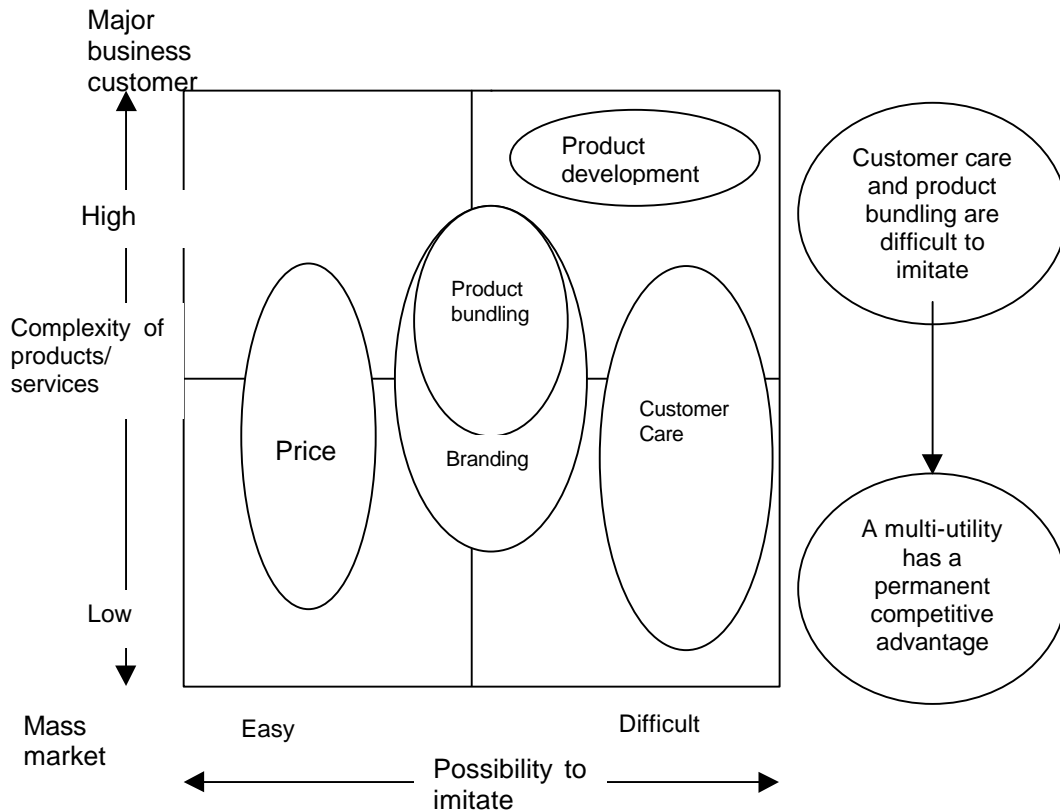 Major
business
customer
High
Complexity of
products/
services
Low
Mass
market
Product
development
Product
bundling
Branding
Price
Customer
Care
Easy
Difficult
Possibility to
imitate
Customer care
and product
bundling are
difficult to
imitate
A multi-utility
has a
permanent
competitive
advantage